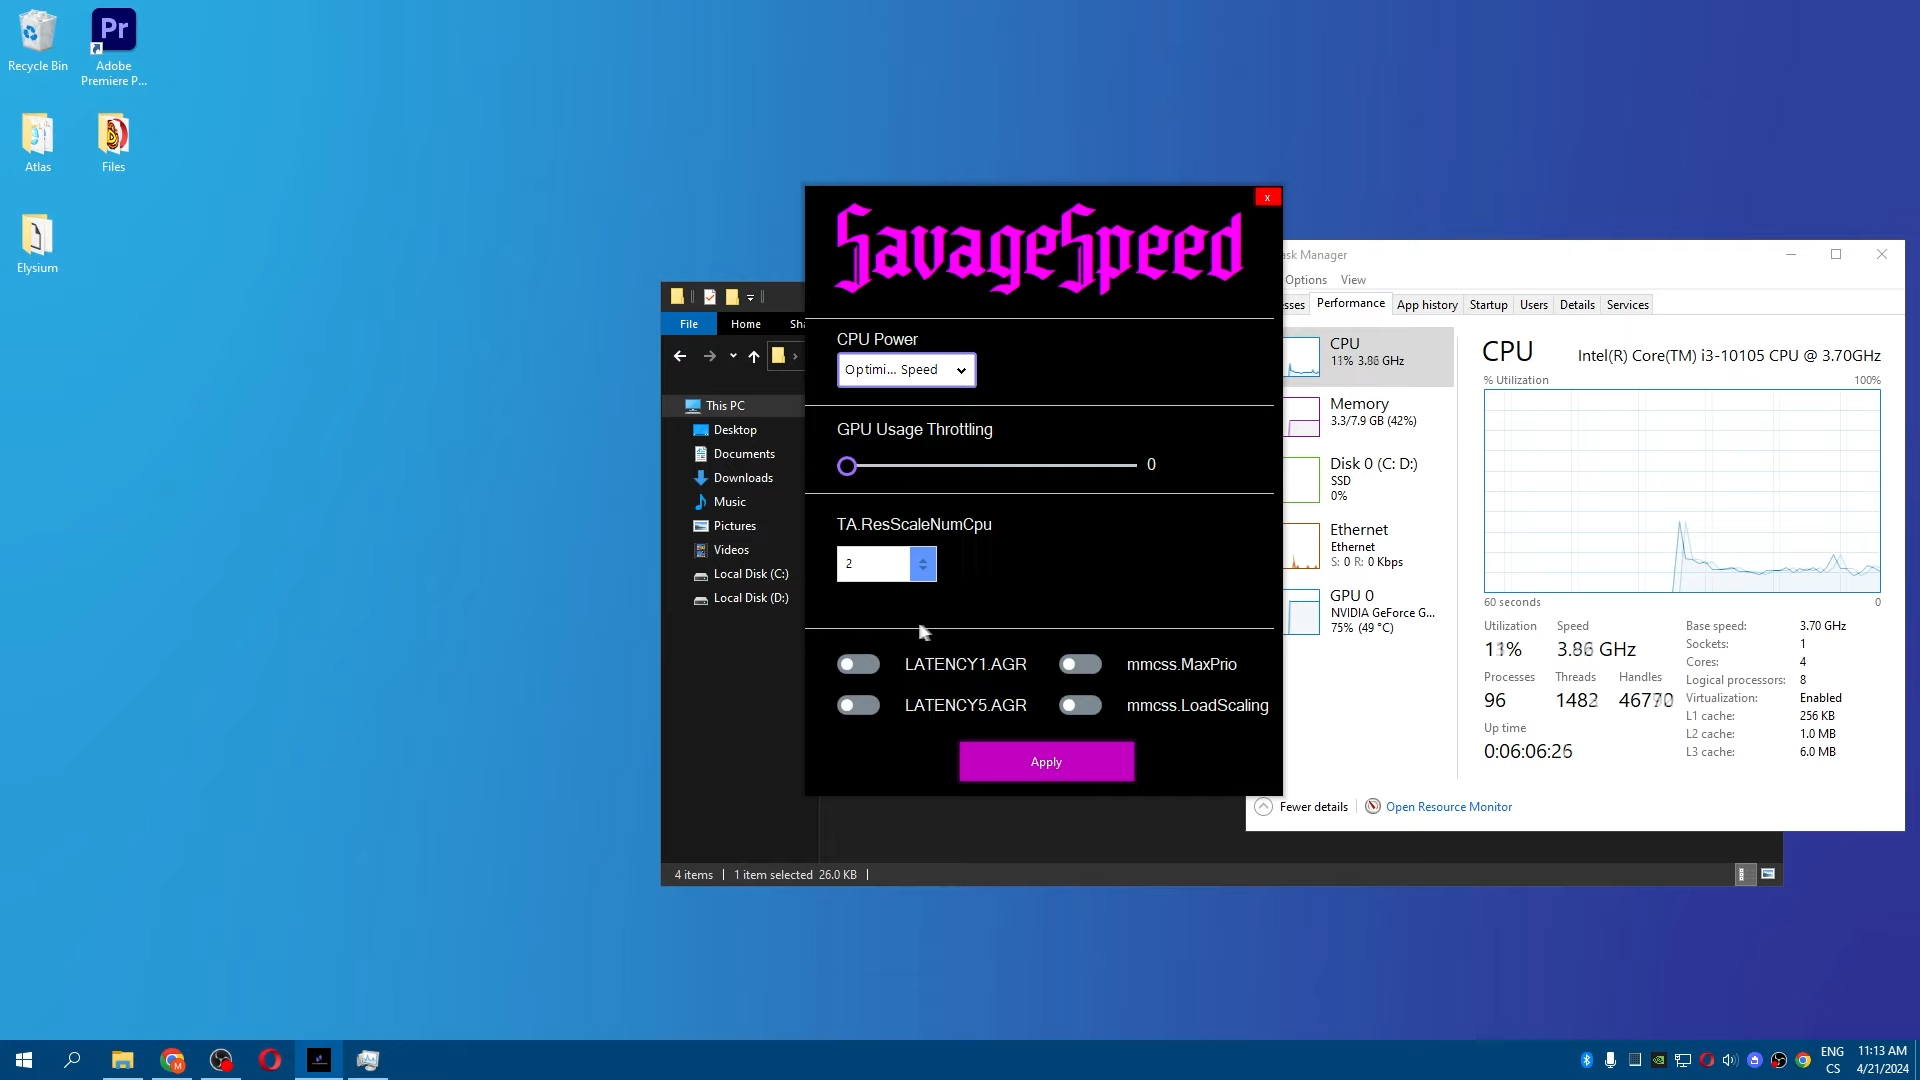 Recycle Bin
Adobe
Premiere P...
Atlas
Files
Elysium
SavageSpeed
x
CPU Power
Optimi... Speed
GPU Usage Throttling
0
TA.ResScaleNumCpu
2
LATENCY1.AGR
mmcss.MaxPrio
LATENCY5.AGR
mmcss.LoadScaling
Apply
File
Home
Sha
This PC
Desktop
Documents
Downloads
Music
Pictures
Videos
Local Disk (C:)
Local Disk (D:)
4 items
1 item selected 26.0 KB
ask Manager
Options View
esses Performance App history Startup Users Details Services
CPU
11% 3.86 GHz
Memory
3.3/7.9 GB (42%)
Disk 0 (C: D:)
SSD
0%
Ethernet
Ethernet
S: 0 R: 0 Kbps
GPU 0
NVIDIA GeForce G...
75% (49 °C)
CPU Intel(R) Core(TM) i3-10105 CPU @ 3.70GHz
% Utilization 100%
60 seconds 0
Utilization Speed
11% 3.86 GHz
Processes Threads Handles
96 1482 46770
Up time
0:06:06:26
Base speed: 3.70 GHz
Sockets: 1
Cores: 4
Logical processors: 8
Virtualization: Enabled
L1 cache: 256 KB
L2 cache: 1.0 MB
L3 cache: 6.0 MB
Fewer details
Open Resource Monitor
ENG
CS
11:13 AM
4/21/2024